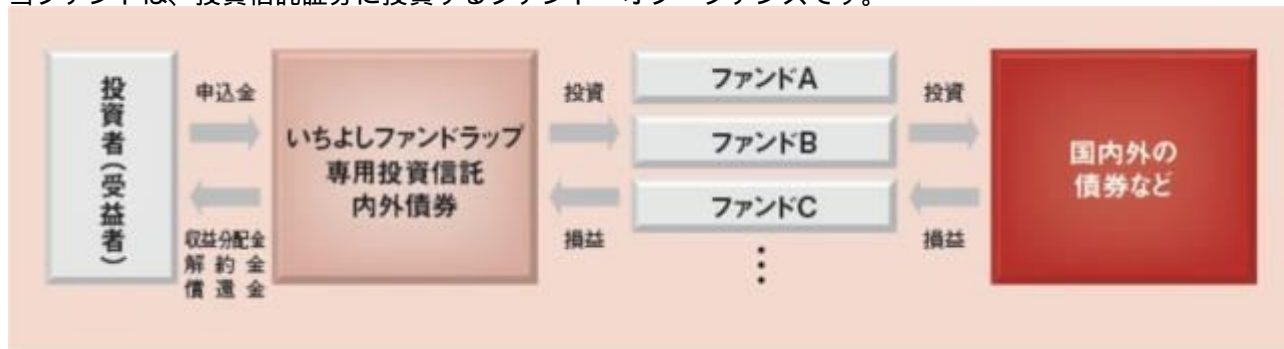 当ファンドは、投資信託証券に投資するファンド・オブ・ファンズです。
投資者（受益者）
申込金
収益分配金
解約金
償還金
いちよしファンドラップ
専用投資信託
内外債券
投資
損益
ファンドA
ファンドB
ファンドC
⋮
投資
損益
国内外の
債券など